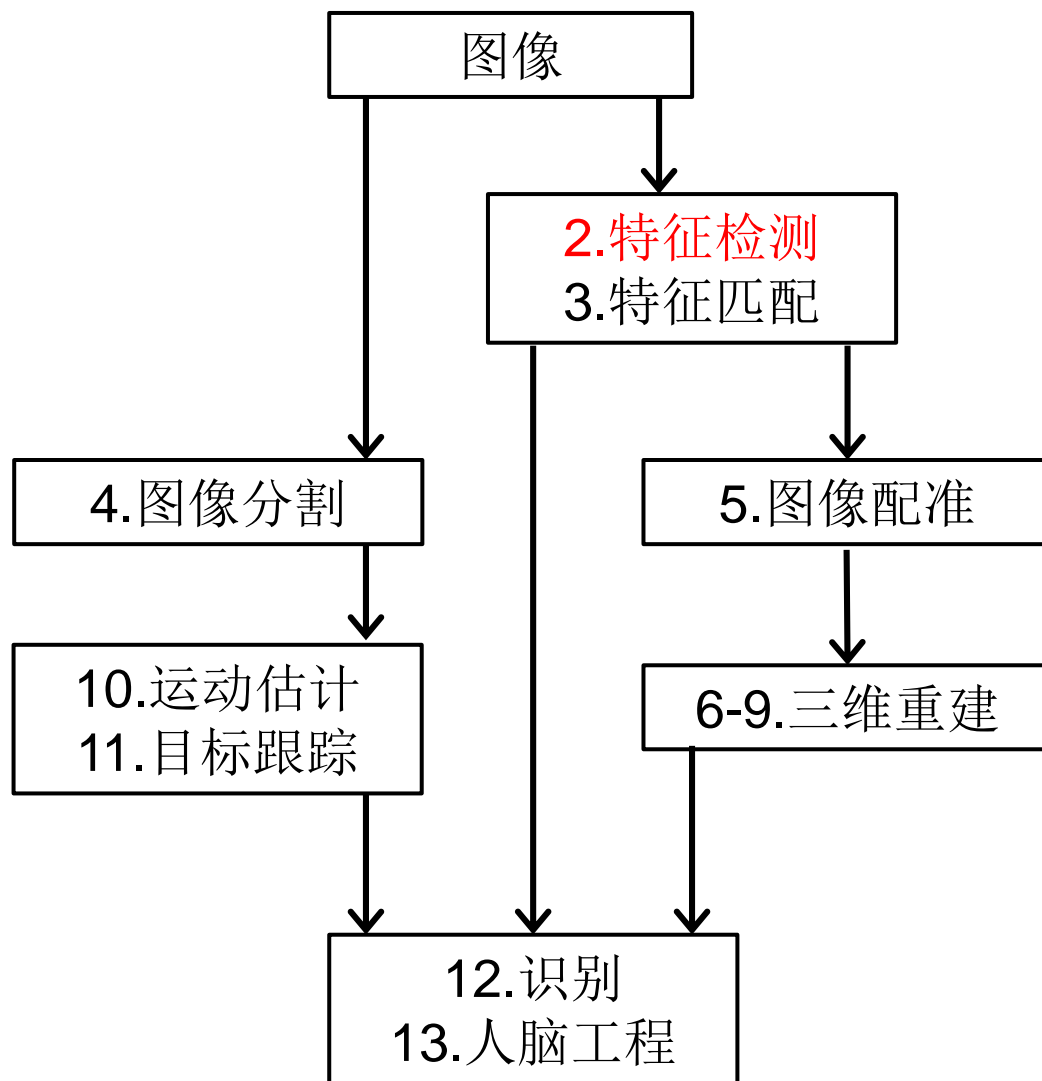 图像
2.特征检测
3.特征匹配
4.图像分割
5.图像配准
10.运动估计
11.目标跟踪
6-9.三维重建
12.识别
13.人脑工程